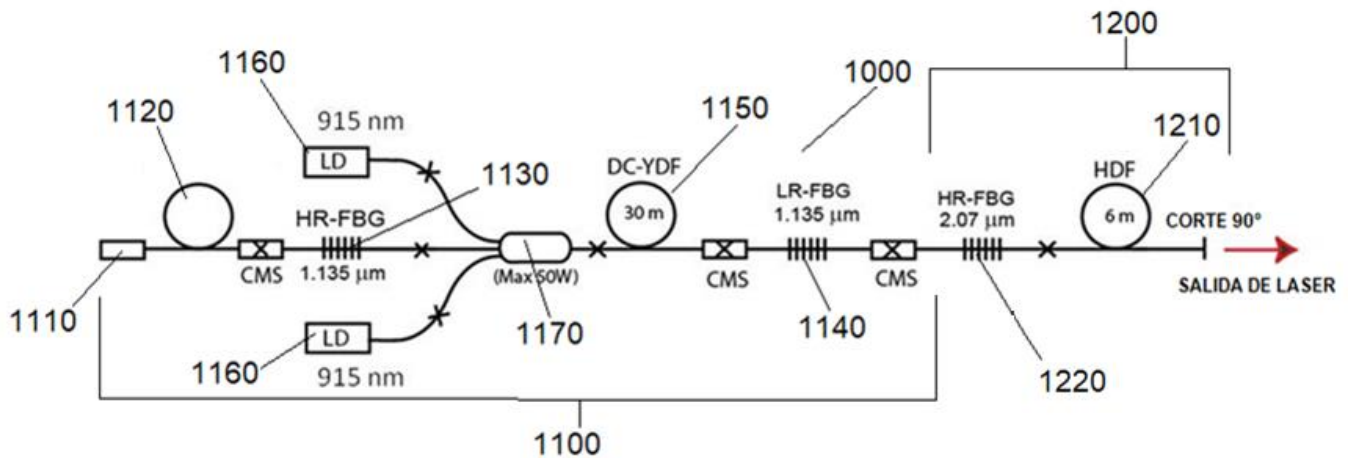 1200
1160
1000
1120
915 nm
1150
1210
LD
1130
DC-YDF
HDF
LR-FBG
1.135 µm
HR-FBG
2.07 µm
HR-FBG
30 m
6 m
CORTE 90°
CMS
1.135 µm
(Max 50W)
CMS
CMS
SALIDA DE LASER
1110
1170
1140
LD
1160
915 nm
1220
1100